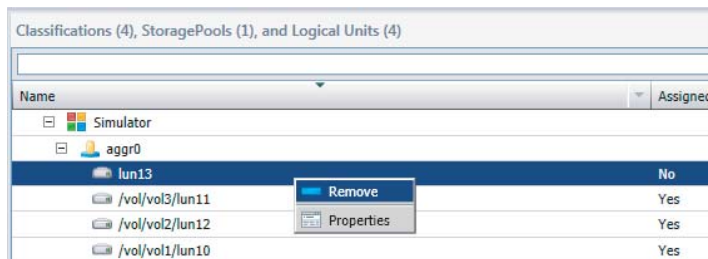 Classifications (4), StoragePools (1), and Logical Units (4)
Name Assigned
Simulator
aggr0
lun13 No
Remove
/vol/vol3/lun11 Yes
Properties
/vol/vol2/lun12 Yes
/vol/vol1/lun10 Yes